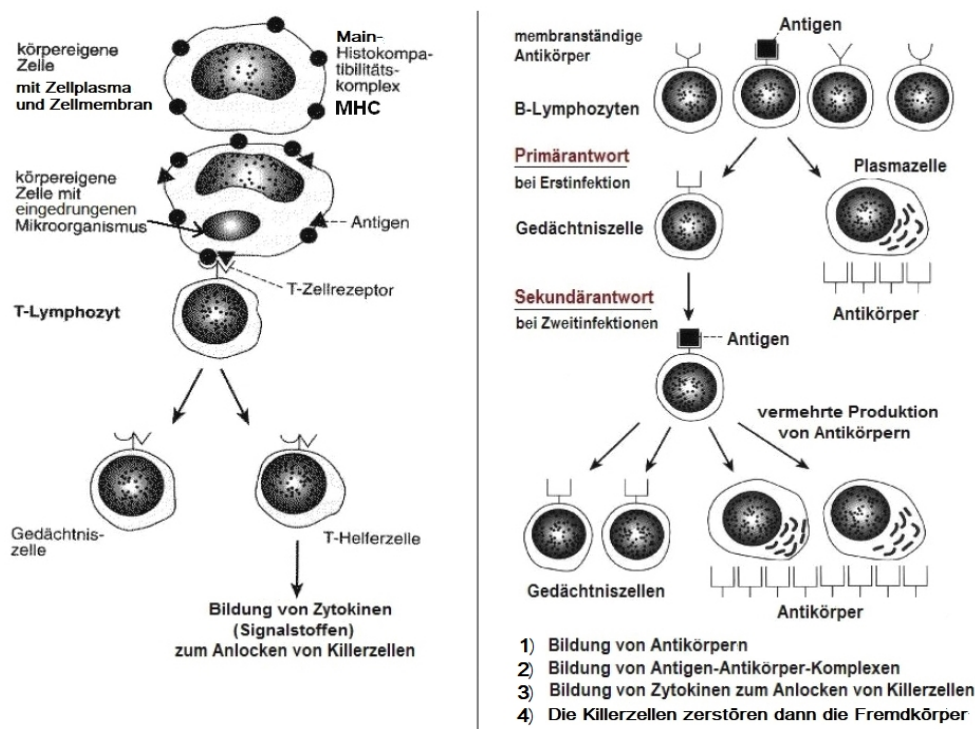 körpereigene
Zelle
mit Zellplasma
und Zellmembran
Main-
Histokompa-
tibilitäts-
komplex
MHC
körpereigene
Zelle mit
eingedrungenen
Mikroorganismus
Antigen
T-Zellrezeptor
T-Lymphozyt
Gedächtnis-
zelle
T-Helferzelle
Bildung von Zytokinen
(Signalstoffen)
zum Anlocken von Killerzellen
membranständige
Antikörper
Antigen
B-Lymphozyten
Primärantwort
bei Erstinfektion
Plasmazelle
Gedächtniszelle
Antikörper
Sekundärantwort
bei Zweitinfektionen
Antigen
vermehrte Produktion
von Antikörpern
Gedächtniszellen
Antikörper
1) Bildung von Antikörpern
2) Bildung von Antigen-Antikörper-Komplexen
3) Bildung von Zytokinen zum Anlocken von Killerzellen
4) Die Killerzellen zerstören dann die Fremdkörper